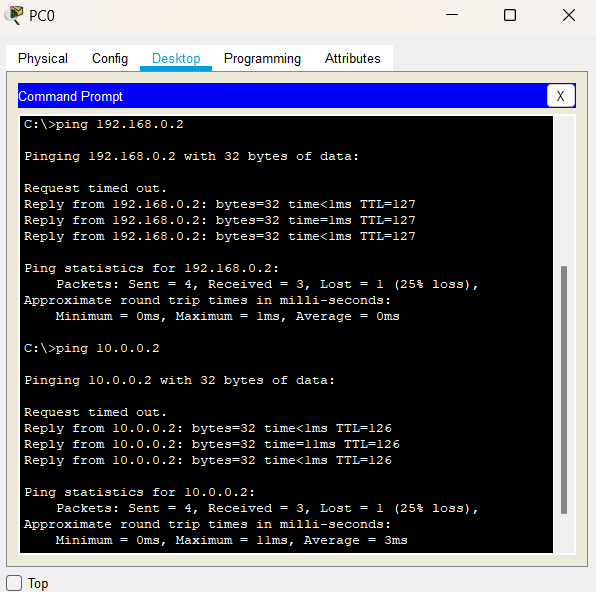 PC0
Physical Config Desktop Programming Attributes
Command Prompt
X
C:\>ping 192.168.0.2
Pinging 192.168.0.2 with 32 bytes of data:
Request timed out.
Reply from 192.168.0.2: bytes=32 time<1ms TTL=127
Reply from 192.168.0.2: bytes=32 time=1ms TTL=127
Reply from 192.168.0.2: bytes=32 time<1ms TTL=127
Ping statistics for 192.168.0.2:
    Packets: Sent = 4, Received = 3, Lost = 1 (25% loss),
Approximate round trip times in milli-seconds:
    Minimum = 0ms, Maximum = 1ms, Average = 0ms
C:\>ping 10.0.0.2
Pinging 10.0.0.2 with 32 bytes of data:
Request timed out.
Reply from 10.0.0.2: bytes=32 time<1ms TTL=126
Reply from 10.0.0.2: bytes=32 time=11ms TTL=126
Reply from 10.0.0.2: bytes=32 time<1ms TTL=126
Ping statistics for 10.0.0.2:
    Packets: Sent = 4, Received = 3, Lost = 1 (25% loss),
Approximate round trip times in milli-seconds:
    Minimum = 0ms, Maximum = 11ms, Average = 3ms
Top